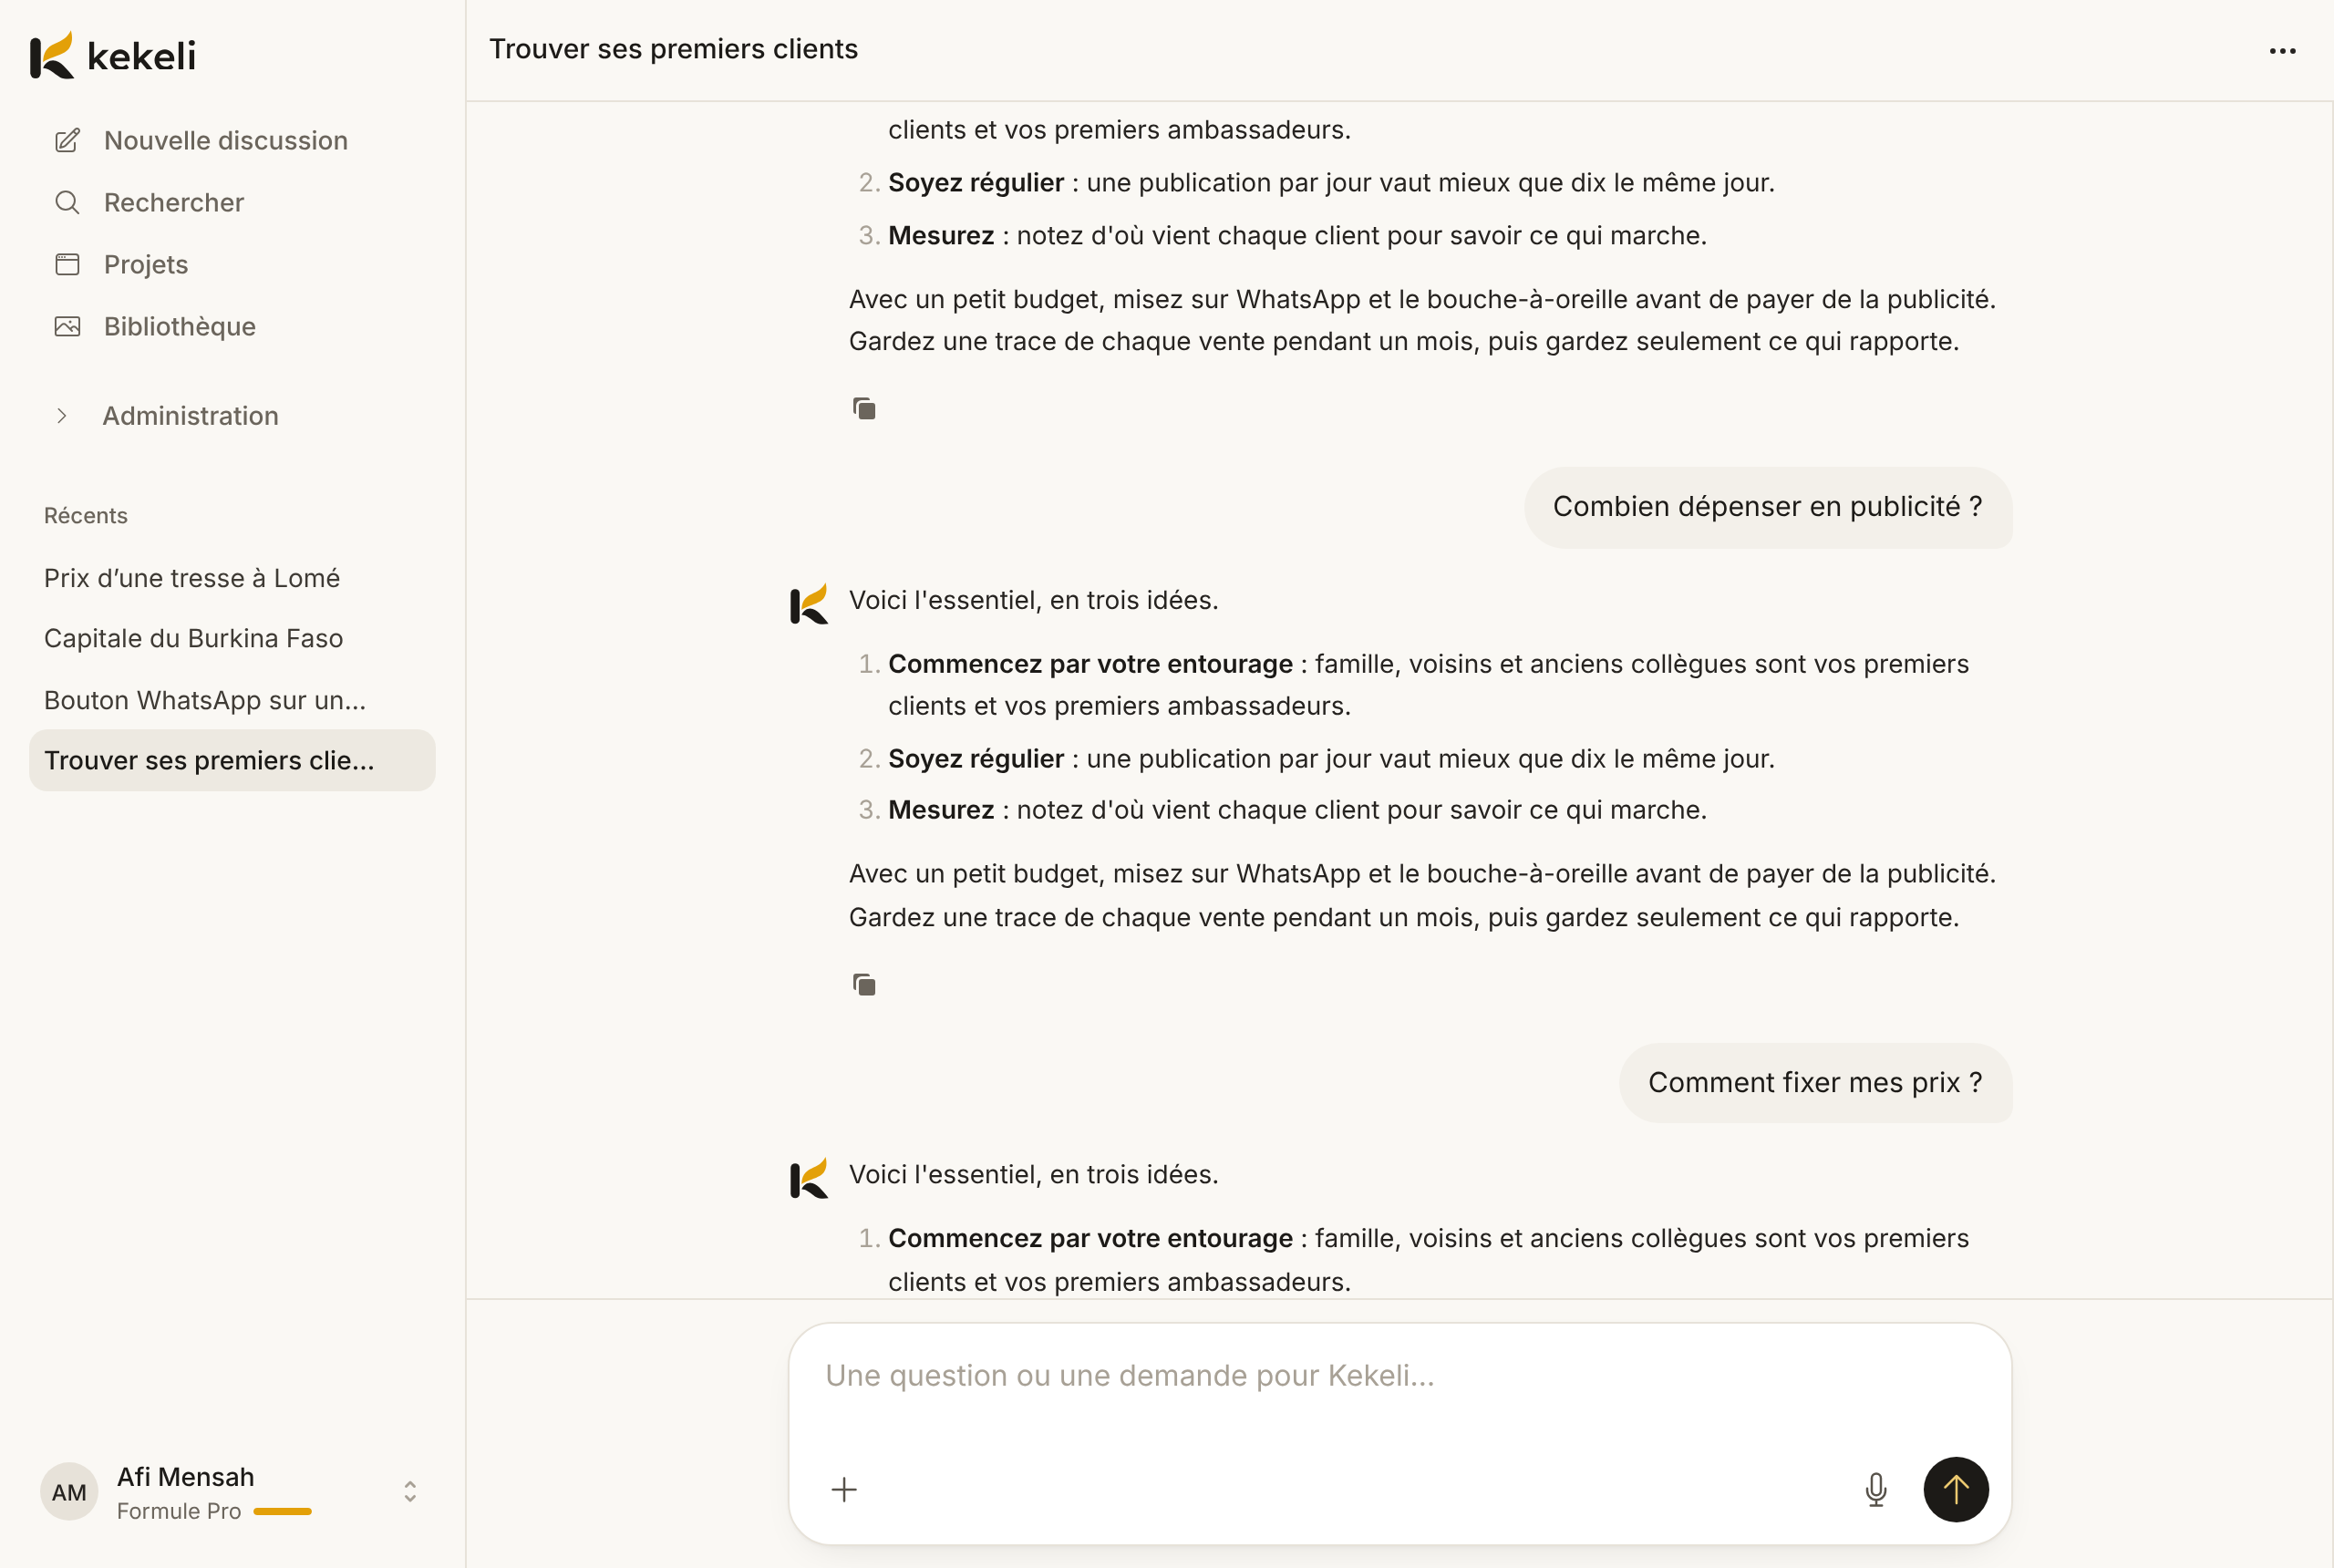 kekeli
Nouvelle discussion
Rechercher
Projets
Bibliothèque
Administration
Récents
Prix d’une tresse à Lomé
Capitale du Burkina Faso
Bouton WhatsApp sur un...
Trouver ses premiers clie...
AM
Afi Mensah
Formule Pro
Trouver ses premiers clients
clients et vos premiers ambassadeurs.
2. Soyez régulier : une publication par jour vaut mieux que dix le même jour.
3. Mesurez : notez d'où vient chaque client pour savoir ce qui marche.
Avec un petit budget, misez sur WhatsApp et le bouche-à-oreille avant de payer de la publicité.
Gardez une trace de chaque vente pendant un mois, puis gardez seulement ce qui rapporte.
Combien dépenser en publicité ?
Voici l'essentiel, en trois idées.
1. Commencez par votre entourage : famille, voisins et anciens collègues sont vos premiers
clients et vos premiers ambassadeurs.
2. Soyez régulier : une publication par jour vaut mieux que dix le même jour.
3. Mesurez : notez d'où vient chaque client pour savoir ce qui marche.
Avec un petit budget, misez sur WhatsApp et le bouche-à-oreille avant de payer de la publicité.
Gardez une trace de chaque vente pendant un mois, puis gardez seulement ce qui rapporte.
Comment fixer mes prix ?
Voici l'essentiel, en trois idées.
1. Commencez par votre entourage : famille, voisins et anciens collègues sont vos premiers
clients et vos premiers ambassadeurs.
Une question ou une demande pour Kekeli...